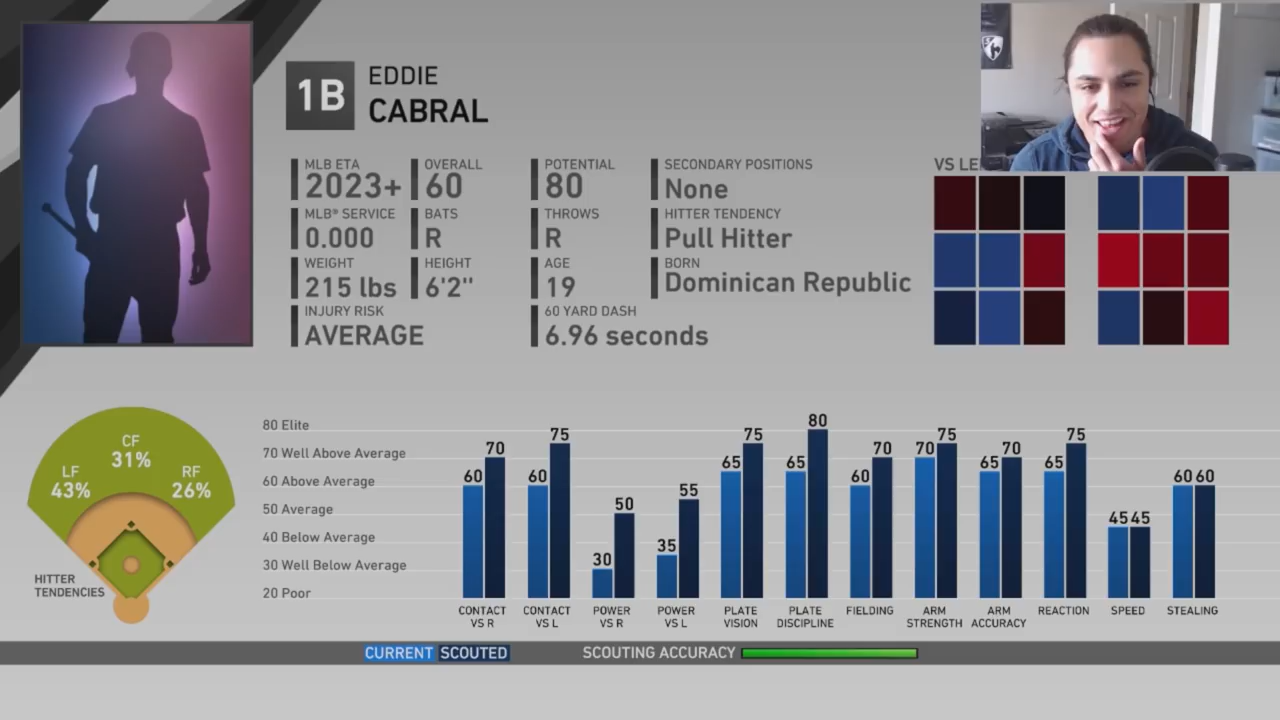 1B
EDDIE
CABRAL
MLB ETA
2023+
OVERALL
60
POTENTIAL
80
SECONDARY POSITIONS
None
MLB® SERVICE
0.000
BATS
R
THROWS
R
HITTER TENDENCY
Pull Hitter
WEIGHT
215 lbs
HEIGHT
6'2"
AGE
19
BORN
Dominican Republic
INJURY RISK
AVERAGE
60 YARD DASH
6.96 seconds
VS
CF
31%
LF
43%
RF
26%
HITTER
TENDENCIES
80 Elite
70 Well Above Average
60 Above Average
50 Average
40 Below Average
30 Well Below Average
20 Poor
60 70
60 75
30 50
35 55
65 75
65 80
60 70
70 75
65 70
65 75
45 45
60 60
CONTACT
VS R
CONTACT
VS L
POWER
VS R
POWER
VS L
PLATE
VISION
PLATE
DISCIPLINE
FIELDING
ARM
STRENGTH
ARM
ACCURACY
REACTION
SPEED
STEALING
CURRENT SCOUTED
SCOUTING ACCURACY